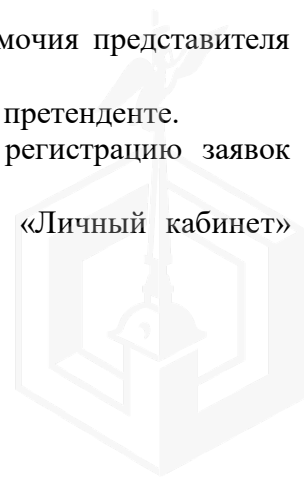 мочия представителя
претенденте.
регистрацию заявок
«Личный кабинет»